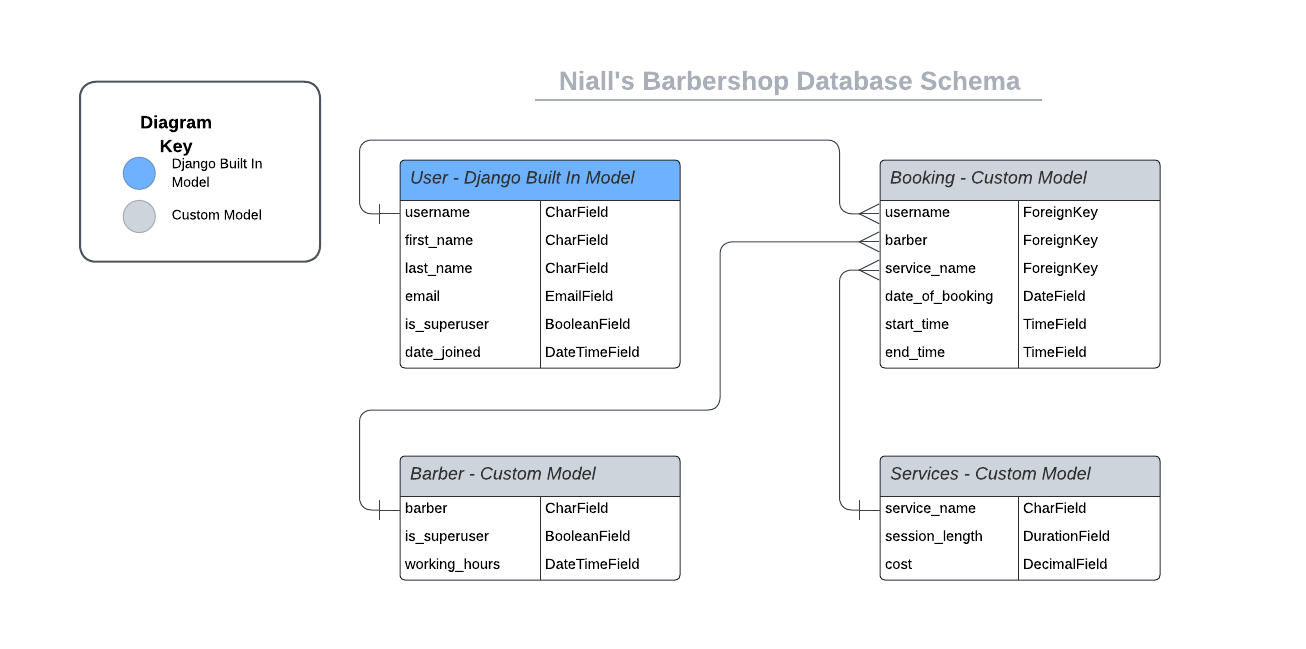 Niall's Barbershop Database Schema
Diagram
Key
Django Built In
Model
Custom Model
User - Django Built In Model
username CharField
first_name CharField
last_name CharField
email EmailField
is_superuser BooleanField
date_joined DateTimeField
Booking - Custom Model
username ForeignKey
barber ForeignKey
service_name ForeignKey
date_of_booking DateField
start_time TimeField
end_time TimeField
Barber - Custom Model
barber CharField
is_superuser BooleanField
working_hours DateTimeField
Services - Custom Model
service_name CharField
session_length DurationField
cost DecimalField